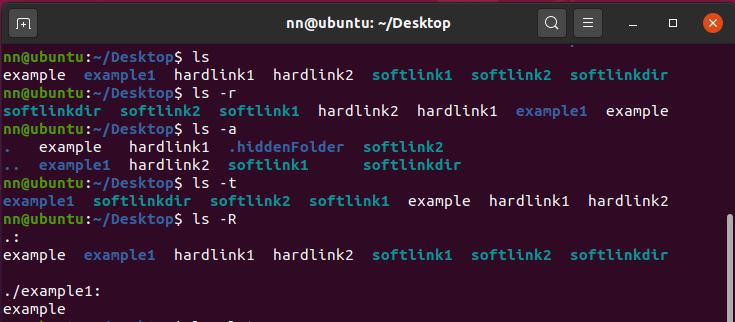 nn@ubuntu: ~/Desktop
nn@ubuntu:~/Desktop$ ls
example  example1  hardlink1  hardlink2  softlink1  softlink2  softlinkdir
nn@ubuntu:~/Desktop$ ls -r
softlinkdir  softlink2  softlink1  hardlink2  hardlink1  example1  example
nn@ubuntu:~/Desktop$ ls -a
.   example   hardlink1  .hiddenFolder  softlink2
..  example1  hardlink2  softlink1      softlinkdir
nn@ubuntu:~/Desktop$ ls -t
example1  softlinkdir  softlink2  softlink1  example  hardlink1  hardlink2
nn@ubuntu:~/Desktop$ ls -R
.:
example  example1  hardlink1  hardlink2  softlink1  softlink2  softlinkdir
./example1:
example